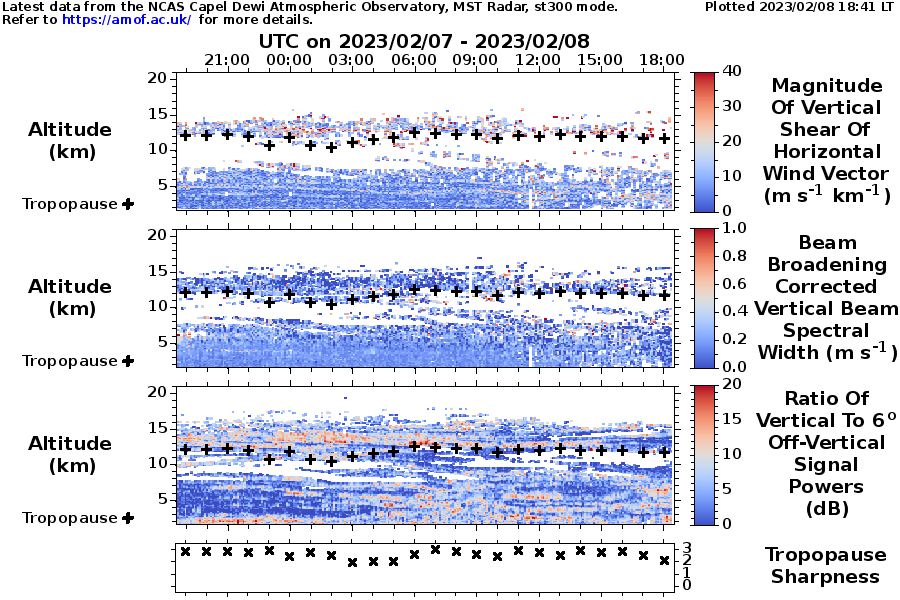 Latest data from the NCAS Capel Dewi Atmospheric Observatory, MST Radar, st300 mode.
Plotted 2023/02/08 18:41 LT
Refer to https://amof.ac.uk/ for more details.
UTC on 2023/02/07 - 2023/02/08
21:00 00:00 03:00 06:00 09:00 12:00 15:00 18:00
20
15
10
5
Altitude
(km)
Tropopause
40
30
20
10
0
Magnitude
Of Vertical
Shear Of
Horizontal
Wind Vector
(m s⁻¹ km⁻¹)
20
15
10
5
Altitude
(km)
Tropopause
1.0
0.8
0.6
0.4
0.2
0.0
Beam
Broadening
Corrected
Vertical Beam
Spectral
Width (m s⁻¹)
20
15
10
5
Altitude
(km)
Tropopause
20
15
10
5
0
Ratio Of
Vertical To 6°
Off-Vertical
Signal
Powers
(dB)
3
2
1
0
Tropopause
Sharpness